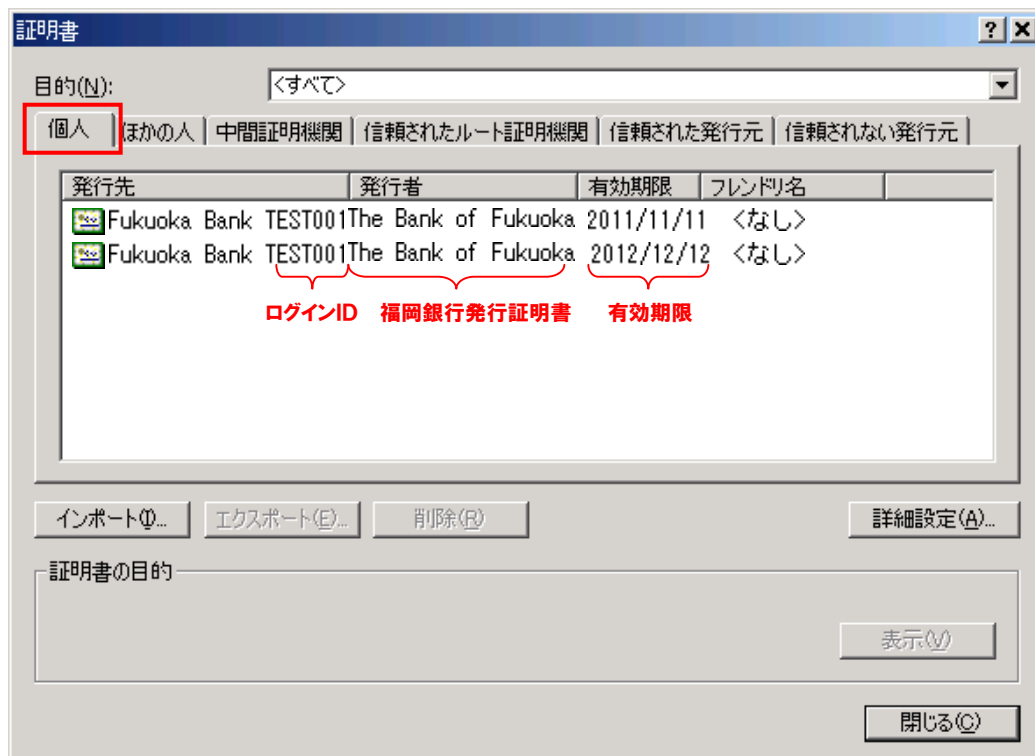 証明書
目的(N): <すべて>
個人 ほかの人 中間証明機関 信頼されたルート証明機関 信頼された発行元 信頼されない発行元
発行先 発行者 有効期限 フレンドリ名
Fukuoka Bank TEST001 The Bank of Fukuoka 2011/11/11 <なし>
Fukuoka Bank TEST001 The Bank of Fukuoka 2012/12/12 <なし>
ログインID 福岡銀行発行証明書 有効期限
インポート(I)... エクスポート(E)... 削除(R) 詳細設定(A)...
証明書の目的
表示(V)
閉じる(C)